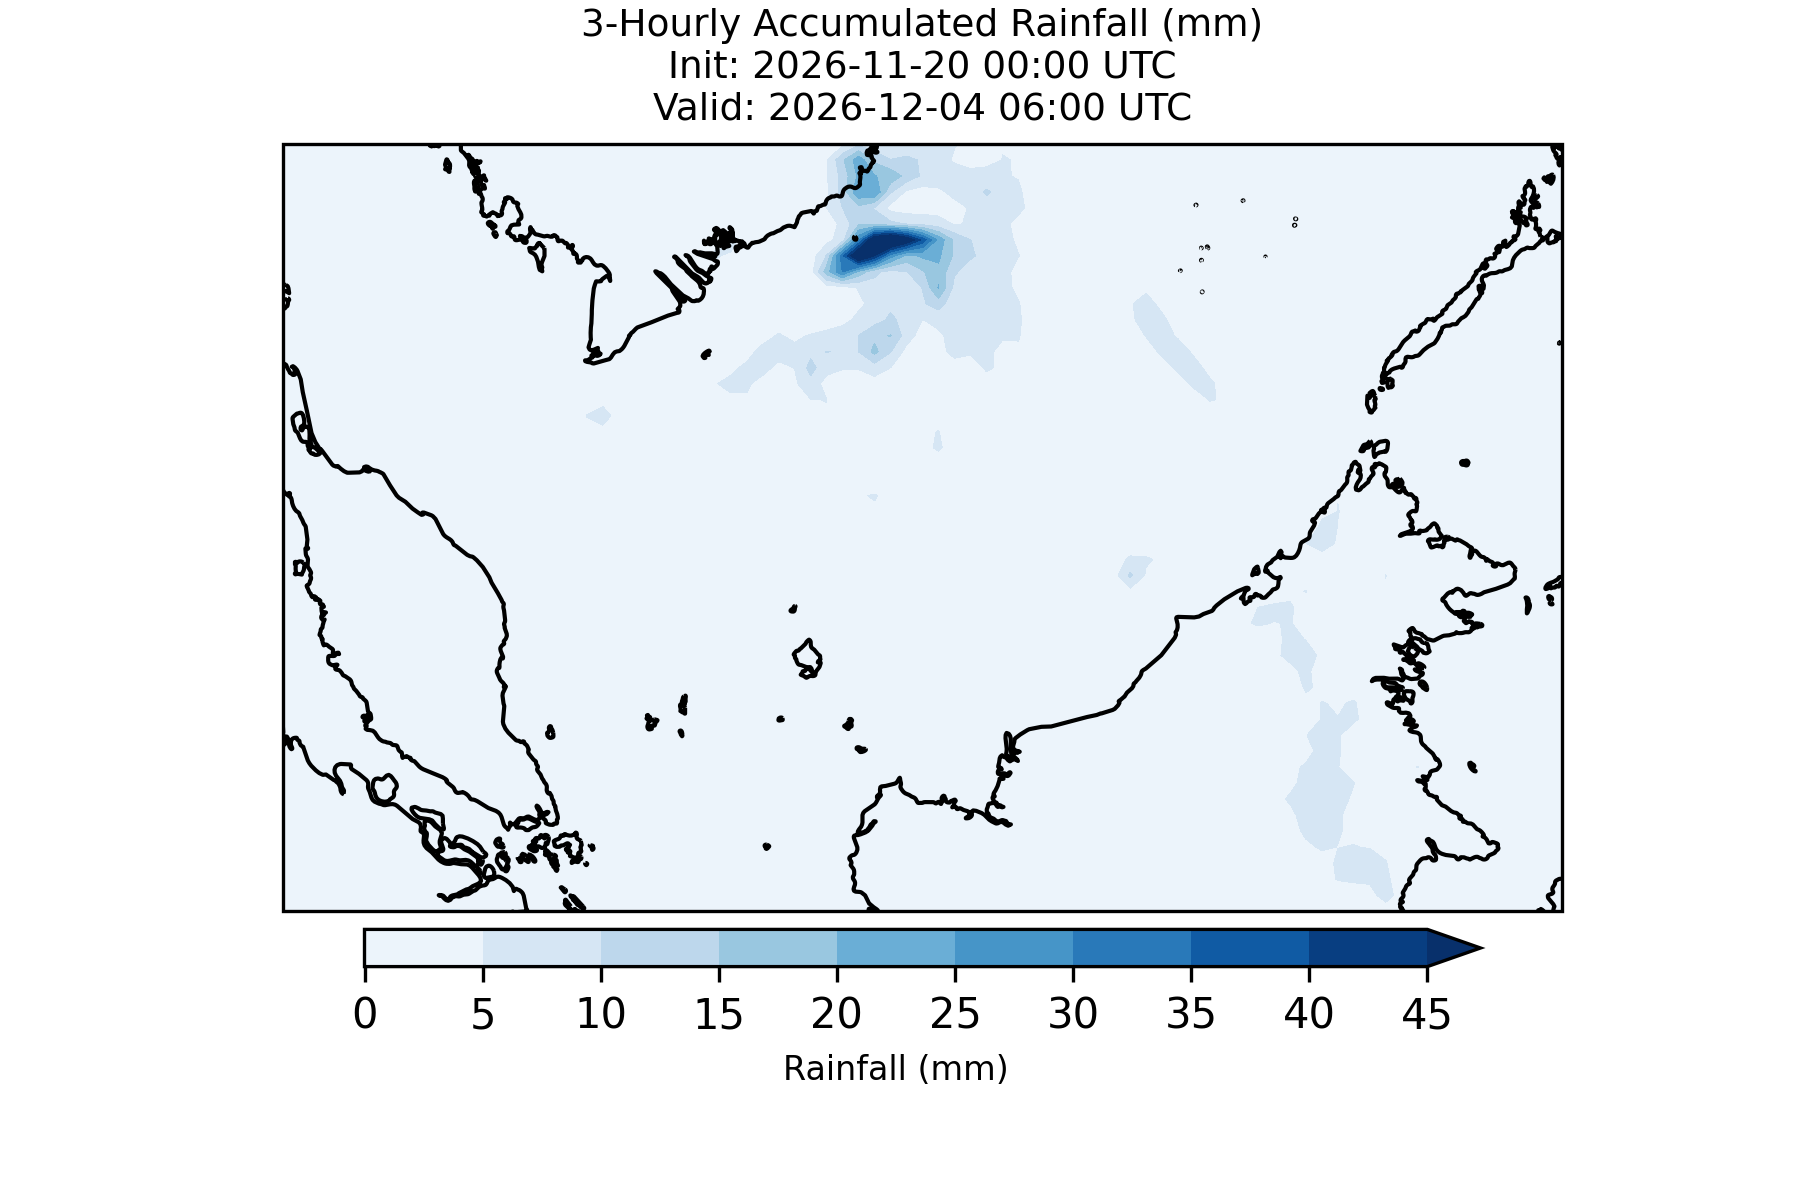 3-Hourly Accumulated Rainfall (mm)
Init: 2026-11-20 00:00 UTC
Valid: 2026-12-04 06:00 UTC
0 5 10 15 20 25 30 35 40 45
Rainfall (mm)